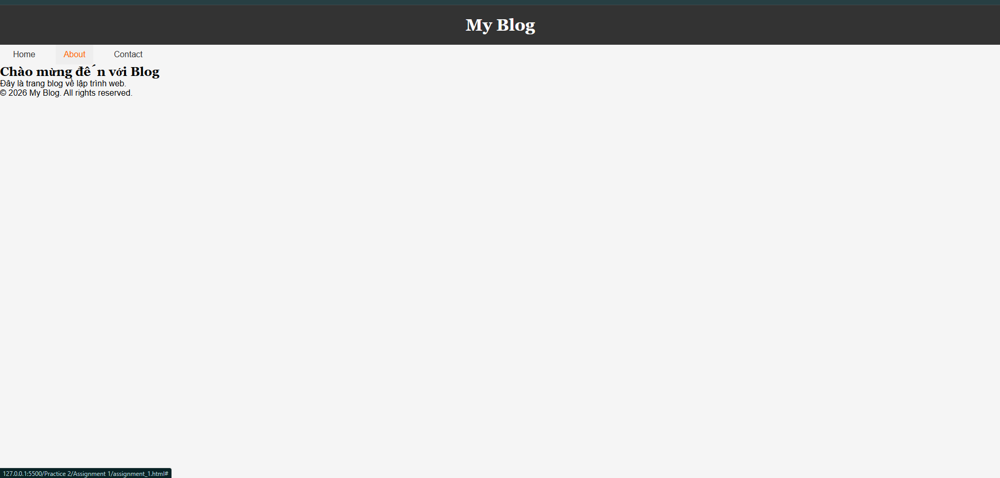 My Blog
Home About Contact
Chào mừng đến với Blog
Đây là trang blog về lập trình web.
© 2026 My Blog. All rights reserved.
127.0.0.1:5500/Practice 2/Assignment 1/assignment_1.html#